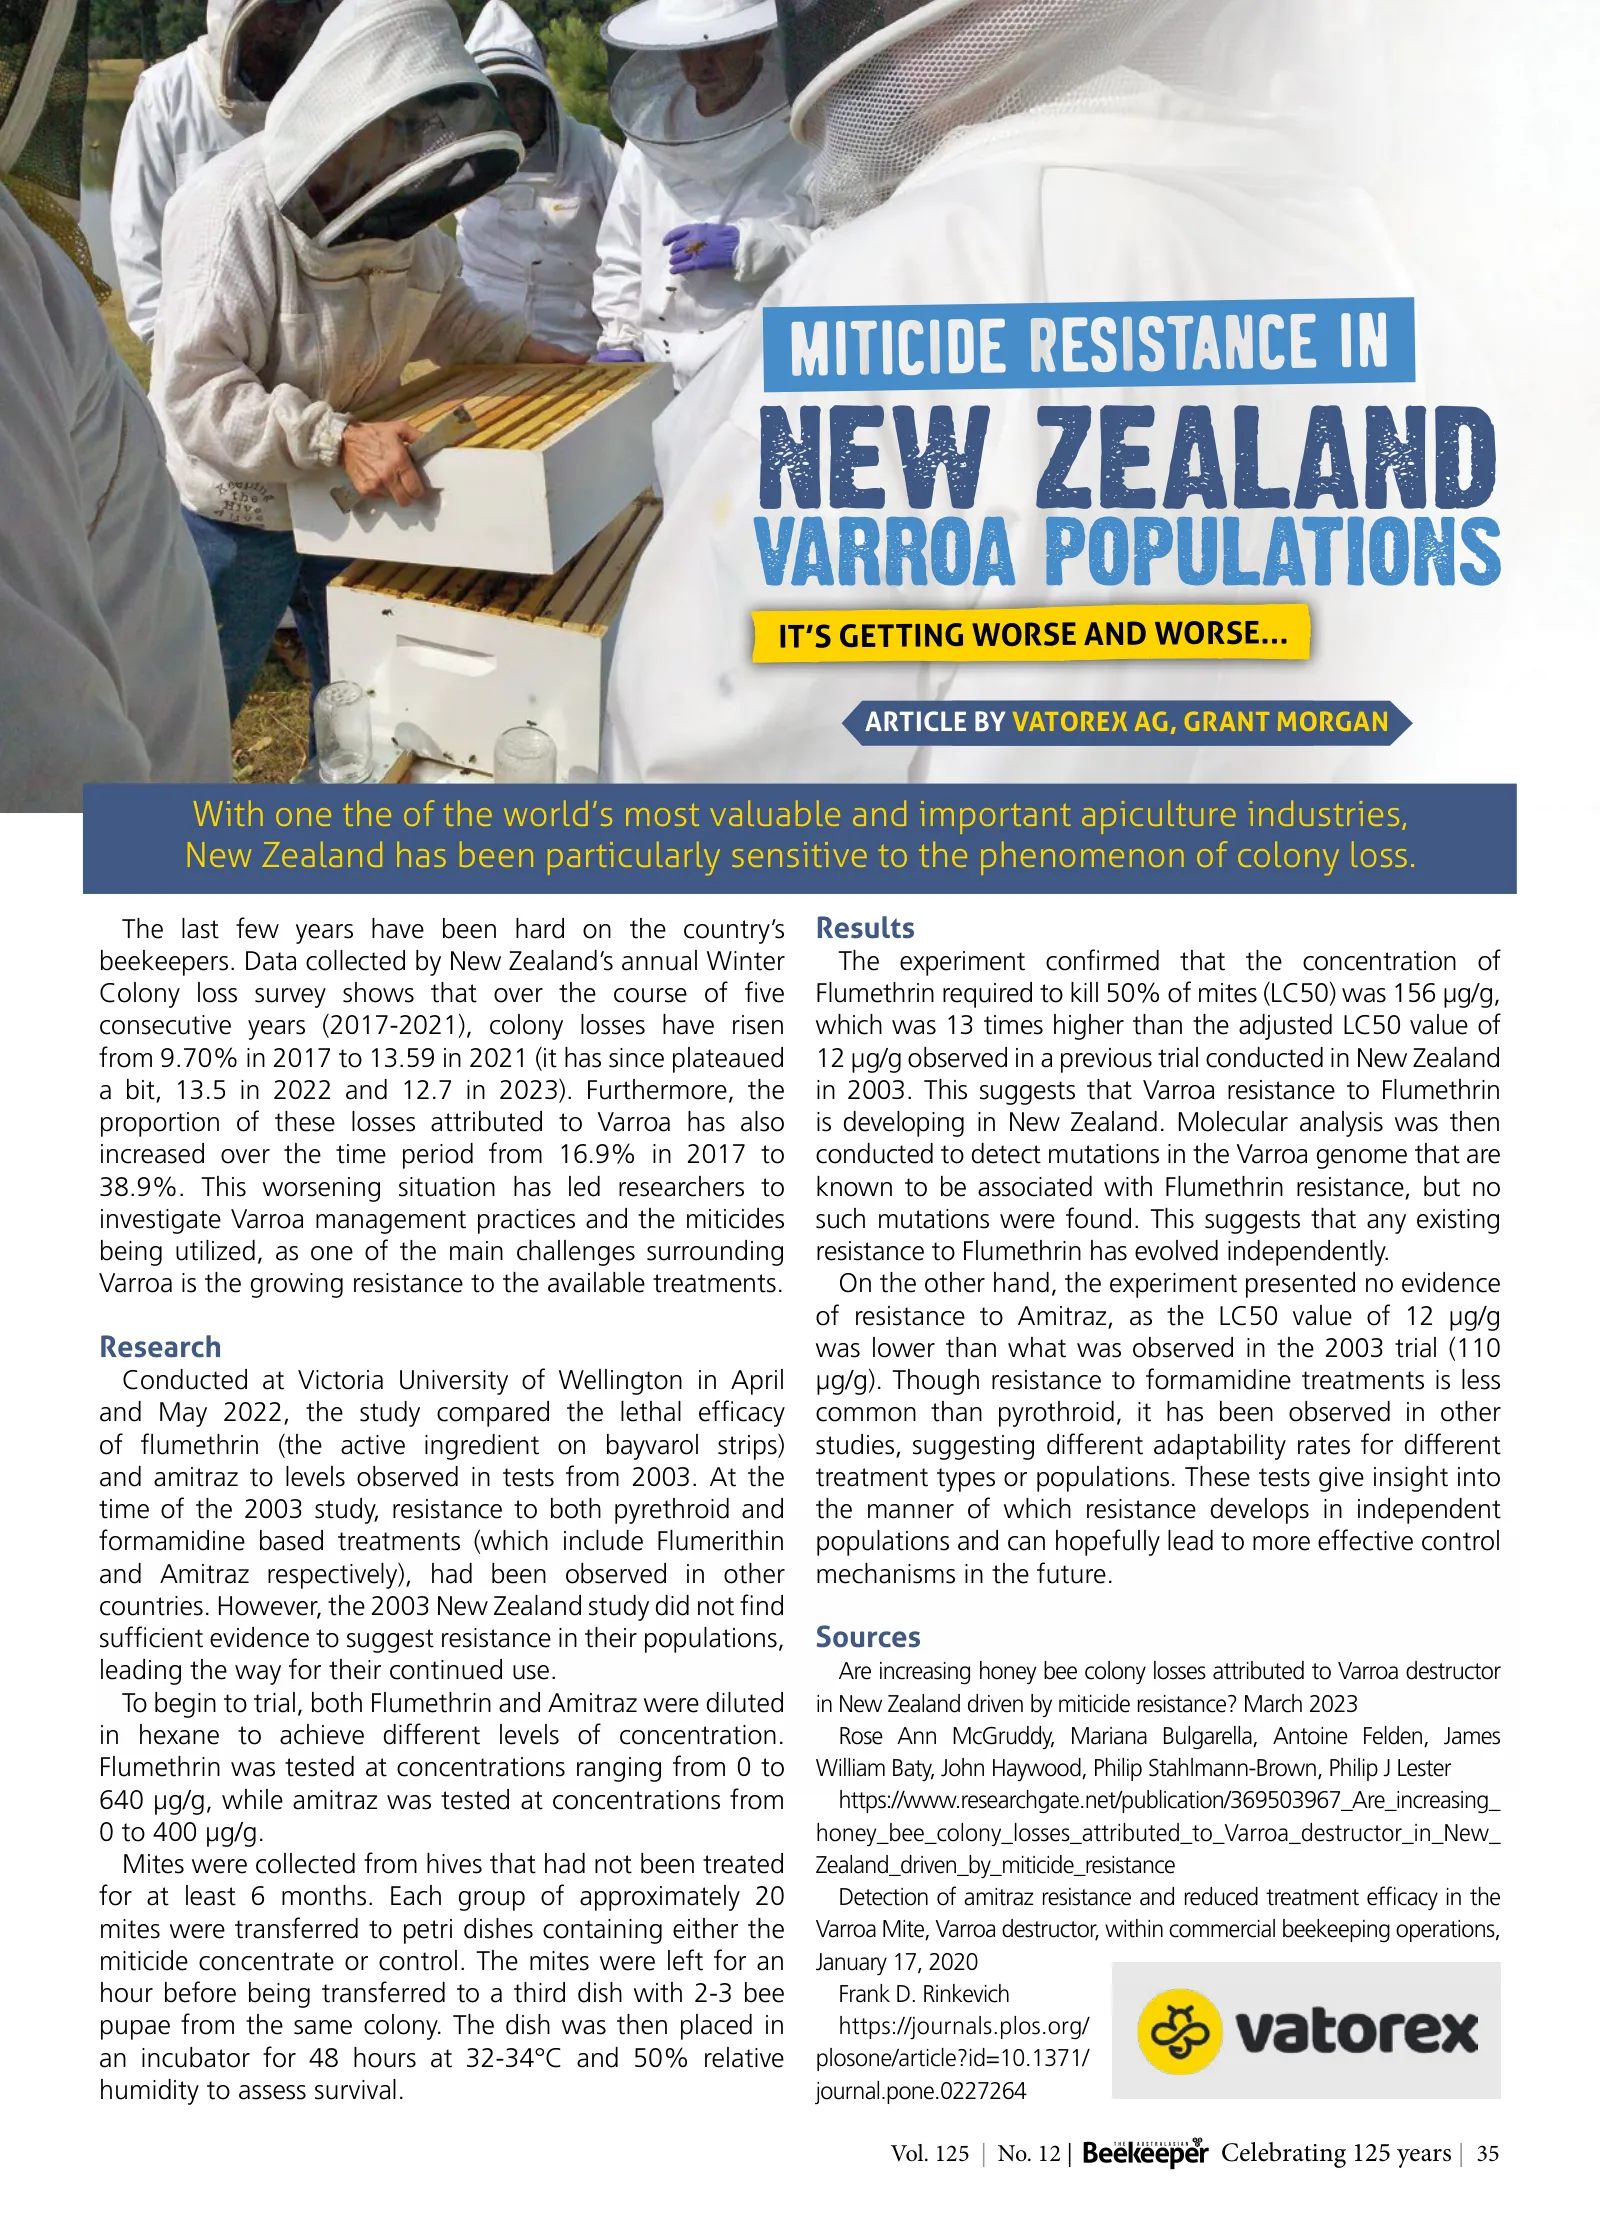 Keeping
the
Hive
Alive
MITICIDE RESISTANCE IN
NEW ZEALAND
VARROA POPULATIONS
IT'S GETTING WORSE AND WORSE...
ARTICLE BY VATOREX AG, GRANT MORGAN
With one the of the world's most valuable and important apiculture industries,
New Zealand has been particularly sensitive to the phenomenon of colony loss.
The last few years have been hard on the country's
beekeepers. Data collected by New Zealand's annual Winter
Colony loss survey shows that over the course of five
consecutive years (2017-2021), colony losses have risen
from 9.70% in 2017 to 13.59 in 2021 (it has since plateaued
a bit, 13.5 in 2022 and 12.7 in 2023). Furthermore, the
proportion of these losses attributed to Varroa has also
increased over the time period from 16.9% in 2017 to
38.9%. This worsening situation has led researchers to
investigate Varroa management practices and the miticides
being utilized, as one of the main challenges surrounding
Varroa is the growing resistance to the available treatments.
Research
Conducted at Victoria University of Wellington in April
and May 2022, the study compared the lethal efficacy
of flumethrin (the active ingredient on bayvarol strips)
and amitraz to levels observed in tests from 2003. At the
time of the 2003 study, resistance to both pyrethroid and
formamidine based treatments (which include Flumerithin
and Amitraz respectively), had been observed in other
countries. However, the 2003 New Zealand study did not find
sufficient evidence to suggest resistance in their populations,
leading the way for their continued use.
To begin to trial, both Flumethrin and Amitraz were diluted
in hexane to achieve different levels of concentration.
Flumethrin was tested at concentrations ranging from 0 to
640 µg/g, while amitraz was tested at concentrations from
0 to 400 µg/g.
Mites were collected from hives that had not been treated
for at least 6 months. Each group of approximately 20
mites were transferred to petri dishes containing either the
miticide concentrate or control. The mites were left for an
hour before being transferred to a third dish with 2-3 bee
pupae from the same colony. The dish was then placed in
an incubator for 48 hours at 32-34°C and 50% relative
humidity to assess survival.
Results
The experiment confirmed that the concentration of
Flumethrin required to kill 50% of mites (LC50) was 156 µg/g,
which was 13 times higher than the adjusted LC50 value of
12 µg/g observed in a previous trial conducted in New Zealand
in 2003. This suggests that Varroa resistance to Flumethrin
is developing in New Zealand. Molecular analysis was then
conducted to detect mutations in the Varroa genome that are
known to be associated with Flumethrin resistance, but no
such mutations were found. This suggests that any existing
resistance to Flumethrin has evolved independently.
On the other hand, the experiment presented no evidence
of resistance to Amitraz, as the LC50 value of 12 µg/g
was lower than what was observed in the 2003 trial (110
µg/g). Though resistance to formamidine treatments is less
common than pyrothroid, it has been observed in other
studies, suggesting different adaptability rates for different
treatment types or populations. These tests give insight into
the manner of which resistance develops in independent
populations and can hopefully lead to more effective control
mechanisms in the future.
Sources
Are increasing honey bee colony losses attributed to Varroa destructor
in New Zealand driven by miticide resistance? March 2023
Rose Ann McGruddy, Mariana Bulgarella, Antoine Felden, James
William Baty, John Haywood, Philip Stahlmann-Brown, Philip J Lester
https://www.researchgate.net/publication/369503967_Are_increasing_
honey_bee_colony_losses_attributed_to_Varroa_destructor_in_New_
Zealand_driven_by_miticide_resistance
Detection of amitraz resistance and reduced treatment efficacy in the
Varroa Mite, Varroa destructor, within commercial beekeeping operations,
January 17, 2020
Frank D. Rinkevich
https://journals.plos.org/
plosone/article?id=10.1371/
journal.pone.0227264
vatorex
Vol. 125 | No. 12 | THE AUSTRALASIAN Beekeeper Celebrating 125 years | 35